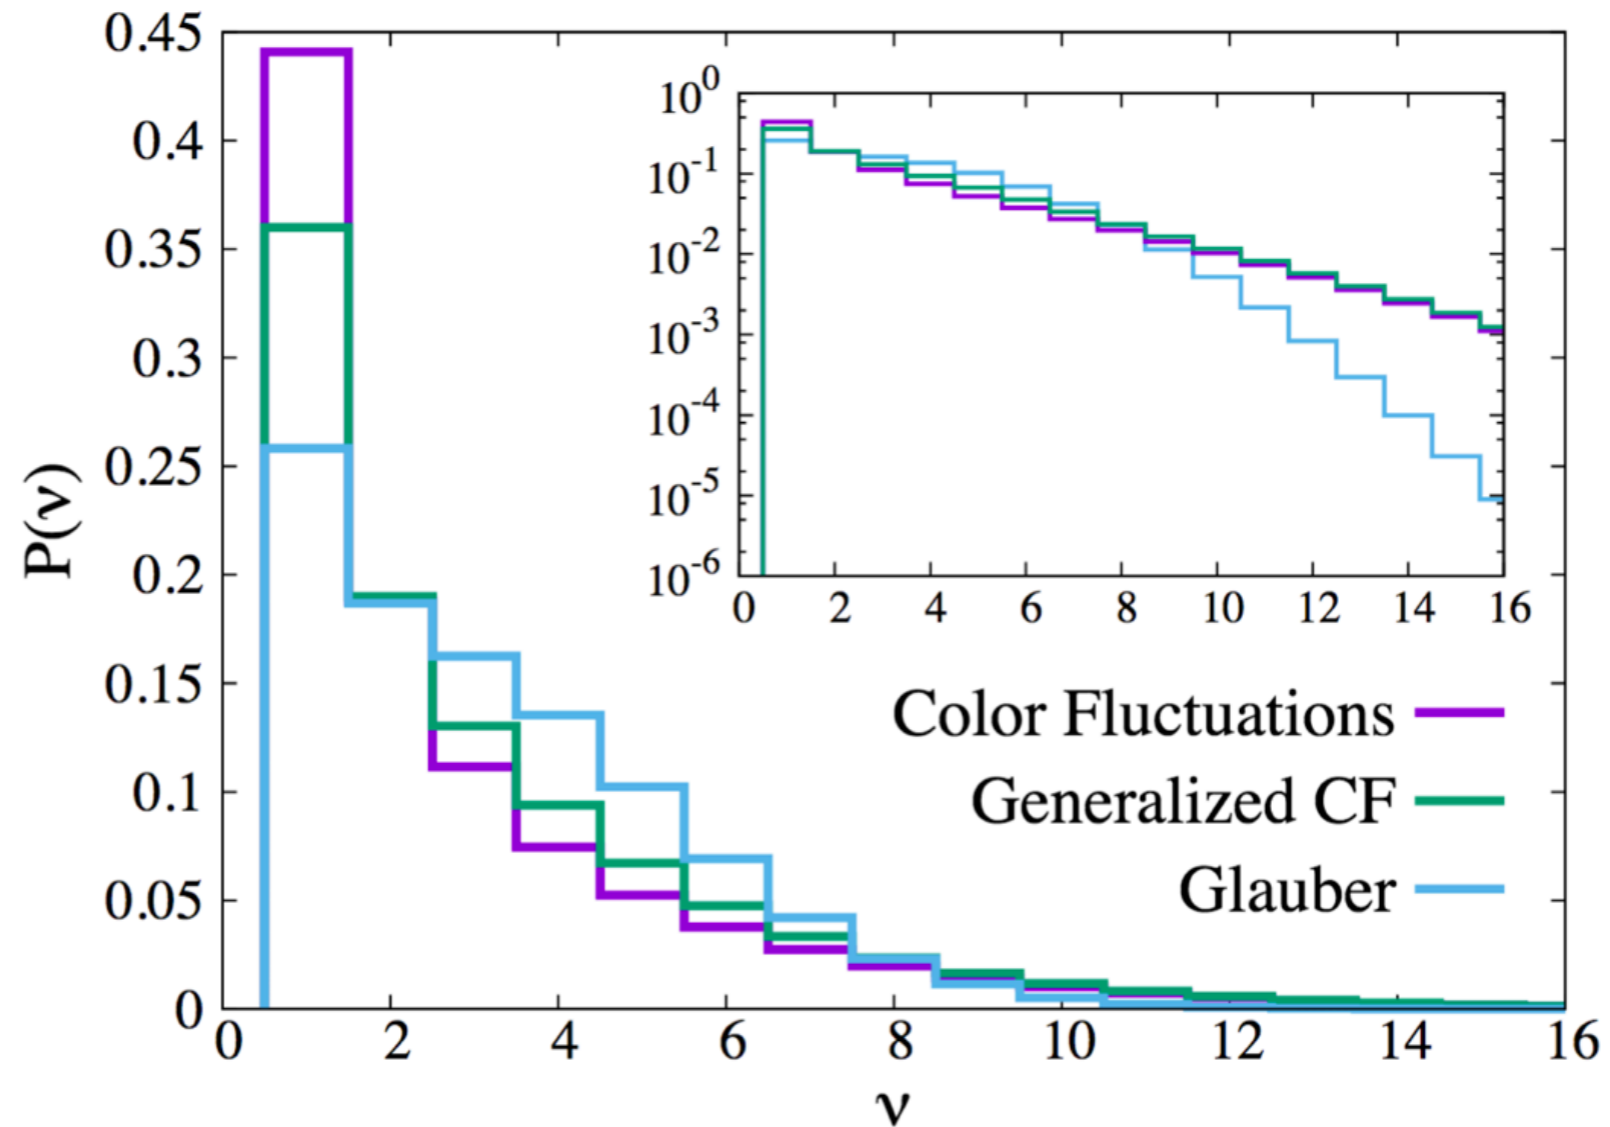 0.45
0.4
0.35
0.3
0.25
0.2
0.15
0.1
0.05
0
P(ν)
0 2 4 6 8 10 12 14 16
ν
10^0
10^-1
10^-2
10^-3
10^-4
10^-5
10^-6
0 2 4 6 8 10 12 14 16
Color Fluctuations
Generalized CF
Glauber